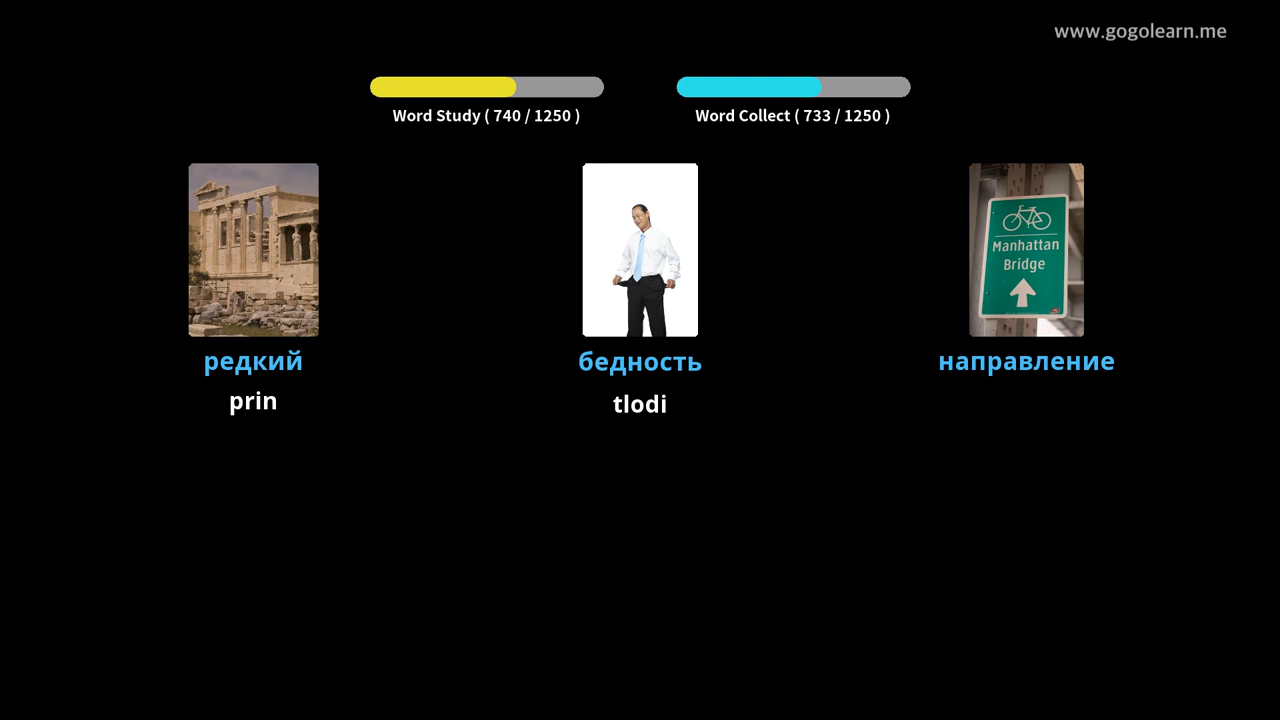 www.gogolearn.me
Word Study ( 740 / 1250 )
Word Collect ( 733 / 1250 )
Manhattan
Bridge
редкий
бедность
направление
prin
tlodi